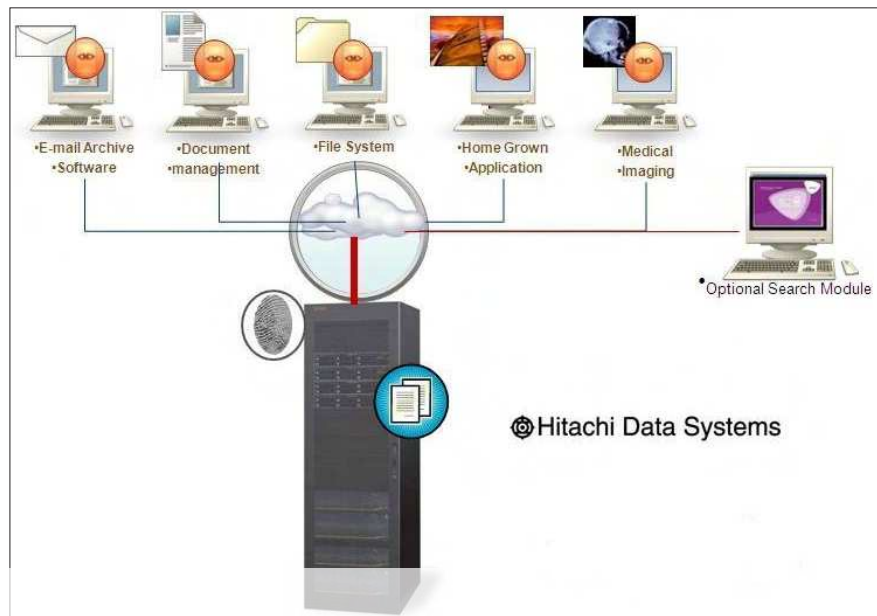 •E-mail Archive
•Software
•Document
•management
•File System
•Home Grown
•Application
•Medical
•Imaging
•Optional Search Module
Hitachi Data Systems